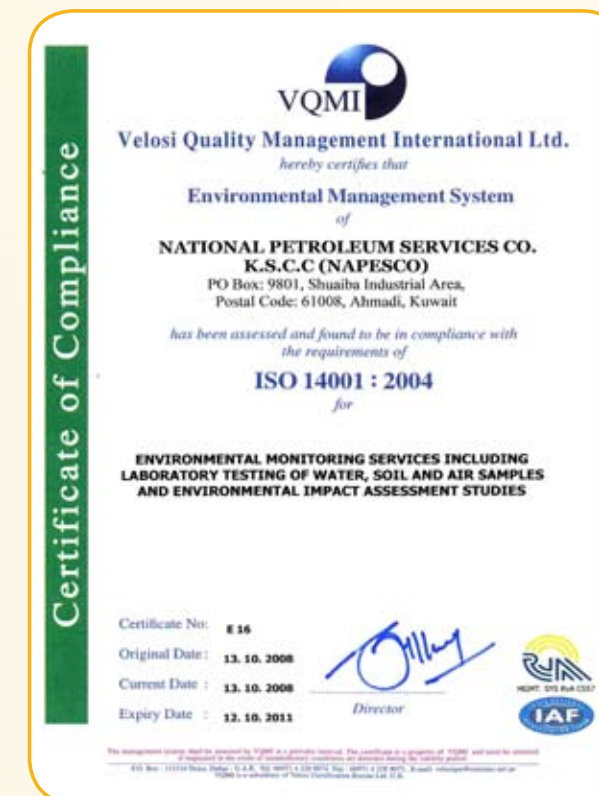 Certificate of Compliance
VQMI
Velosi Quality Management International Ltd.
hereby certifies that
Environmental Management System
of
NATIONAL PETROLEUM SERVICES CO.
K.S.C.C (NAPESCO)
PO Box: 9801, Shuaiba Industrial Area,
Postal Code: 61008, Ahmadi, Kuwait
has been assessed and found to be in compliance with
the requirements of
ISO 14001 : 2004
for
ENVIRONMENTAL MONITORING SERVICES INCLUDING
LABORATORY TESTING OF WATER, SOIL AND AIR SAMPLES
AND ENVIRONMENTAL IMPACT ASSESSMENT STUDIES
Certificate No: E 16
Original Date : 13. 10. 2008
Current Date : 13. 10. 2008
Expiry Date : 12. 10. 2011
Director
RvA
IAF